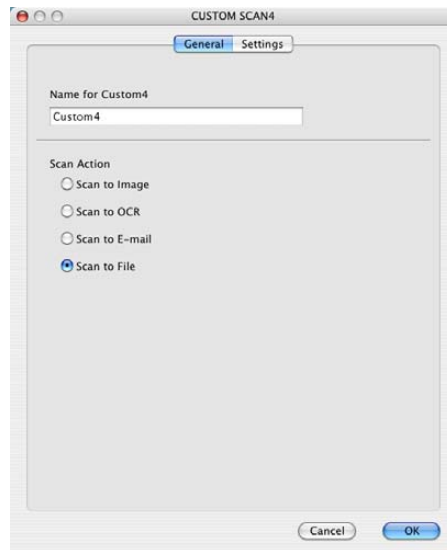 CUSTOM SCAN4
General Settings
Name for Custom4
Custom4
Scan Action
Scan to Image
Scan to OCR
Scan to E-mail
Scan to File
Cancel OK